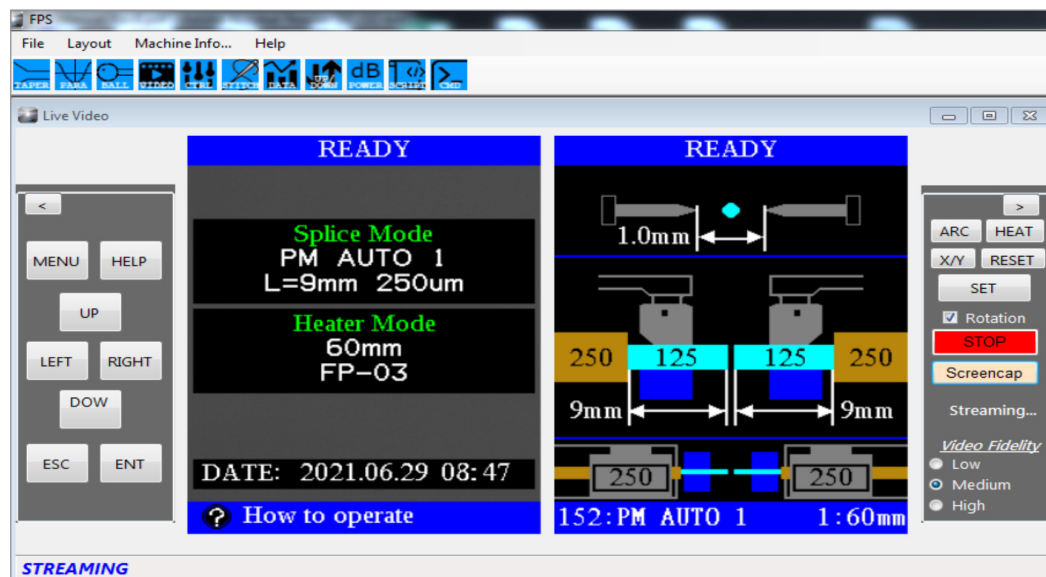 FPS
File Layout Machine Info... Help
TAPER PARA BALL VIDEO CTRL STITCH DATA DOWN dB POWER SCRIPT CMD
Live Video
<
MENU HELP
UP
LEFT RIGHT
DOW
ESC ENT
READY
Splice Mode
PM AUTO 1
L=9mm 250um
Heater Mode
60mm
FP-03
DATE: 2021.06.29 08:47
? How to operate
READY
1.0mm
250 125 125 250
9mm 9mm
250 250
152:PM AUTO 1 1:60mm
>
ARC HEAT
X/Y RESET
SET
Rotation
STOP
Screencap
Streaming...
Video Fidelity
Low
Medium
High
STREAMING